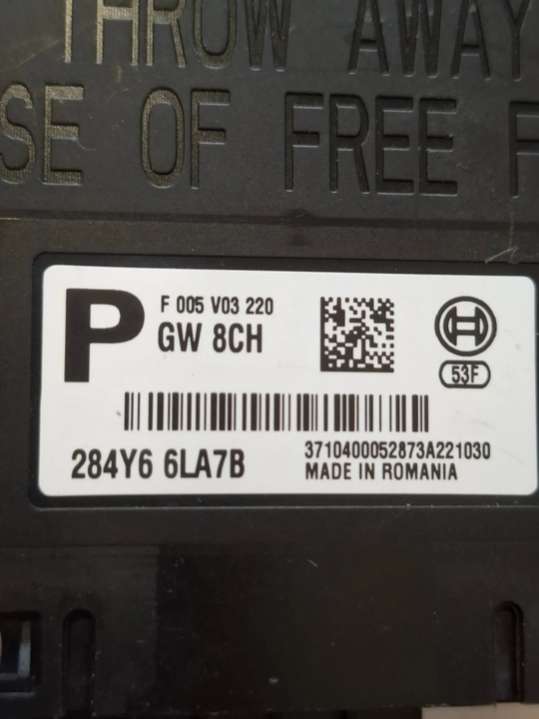 THROW AWAY
SE OF FREE
P
F 005 V03 220
GW 8CH
53F
284Y6 6LA7B
3710400052873A221030
MADE IN ROMANIA